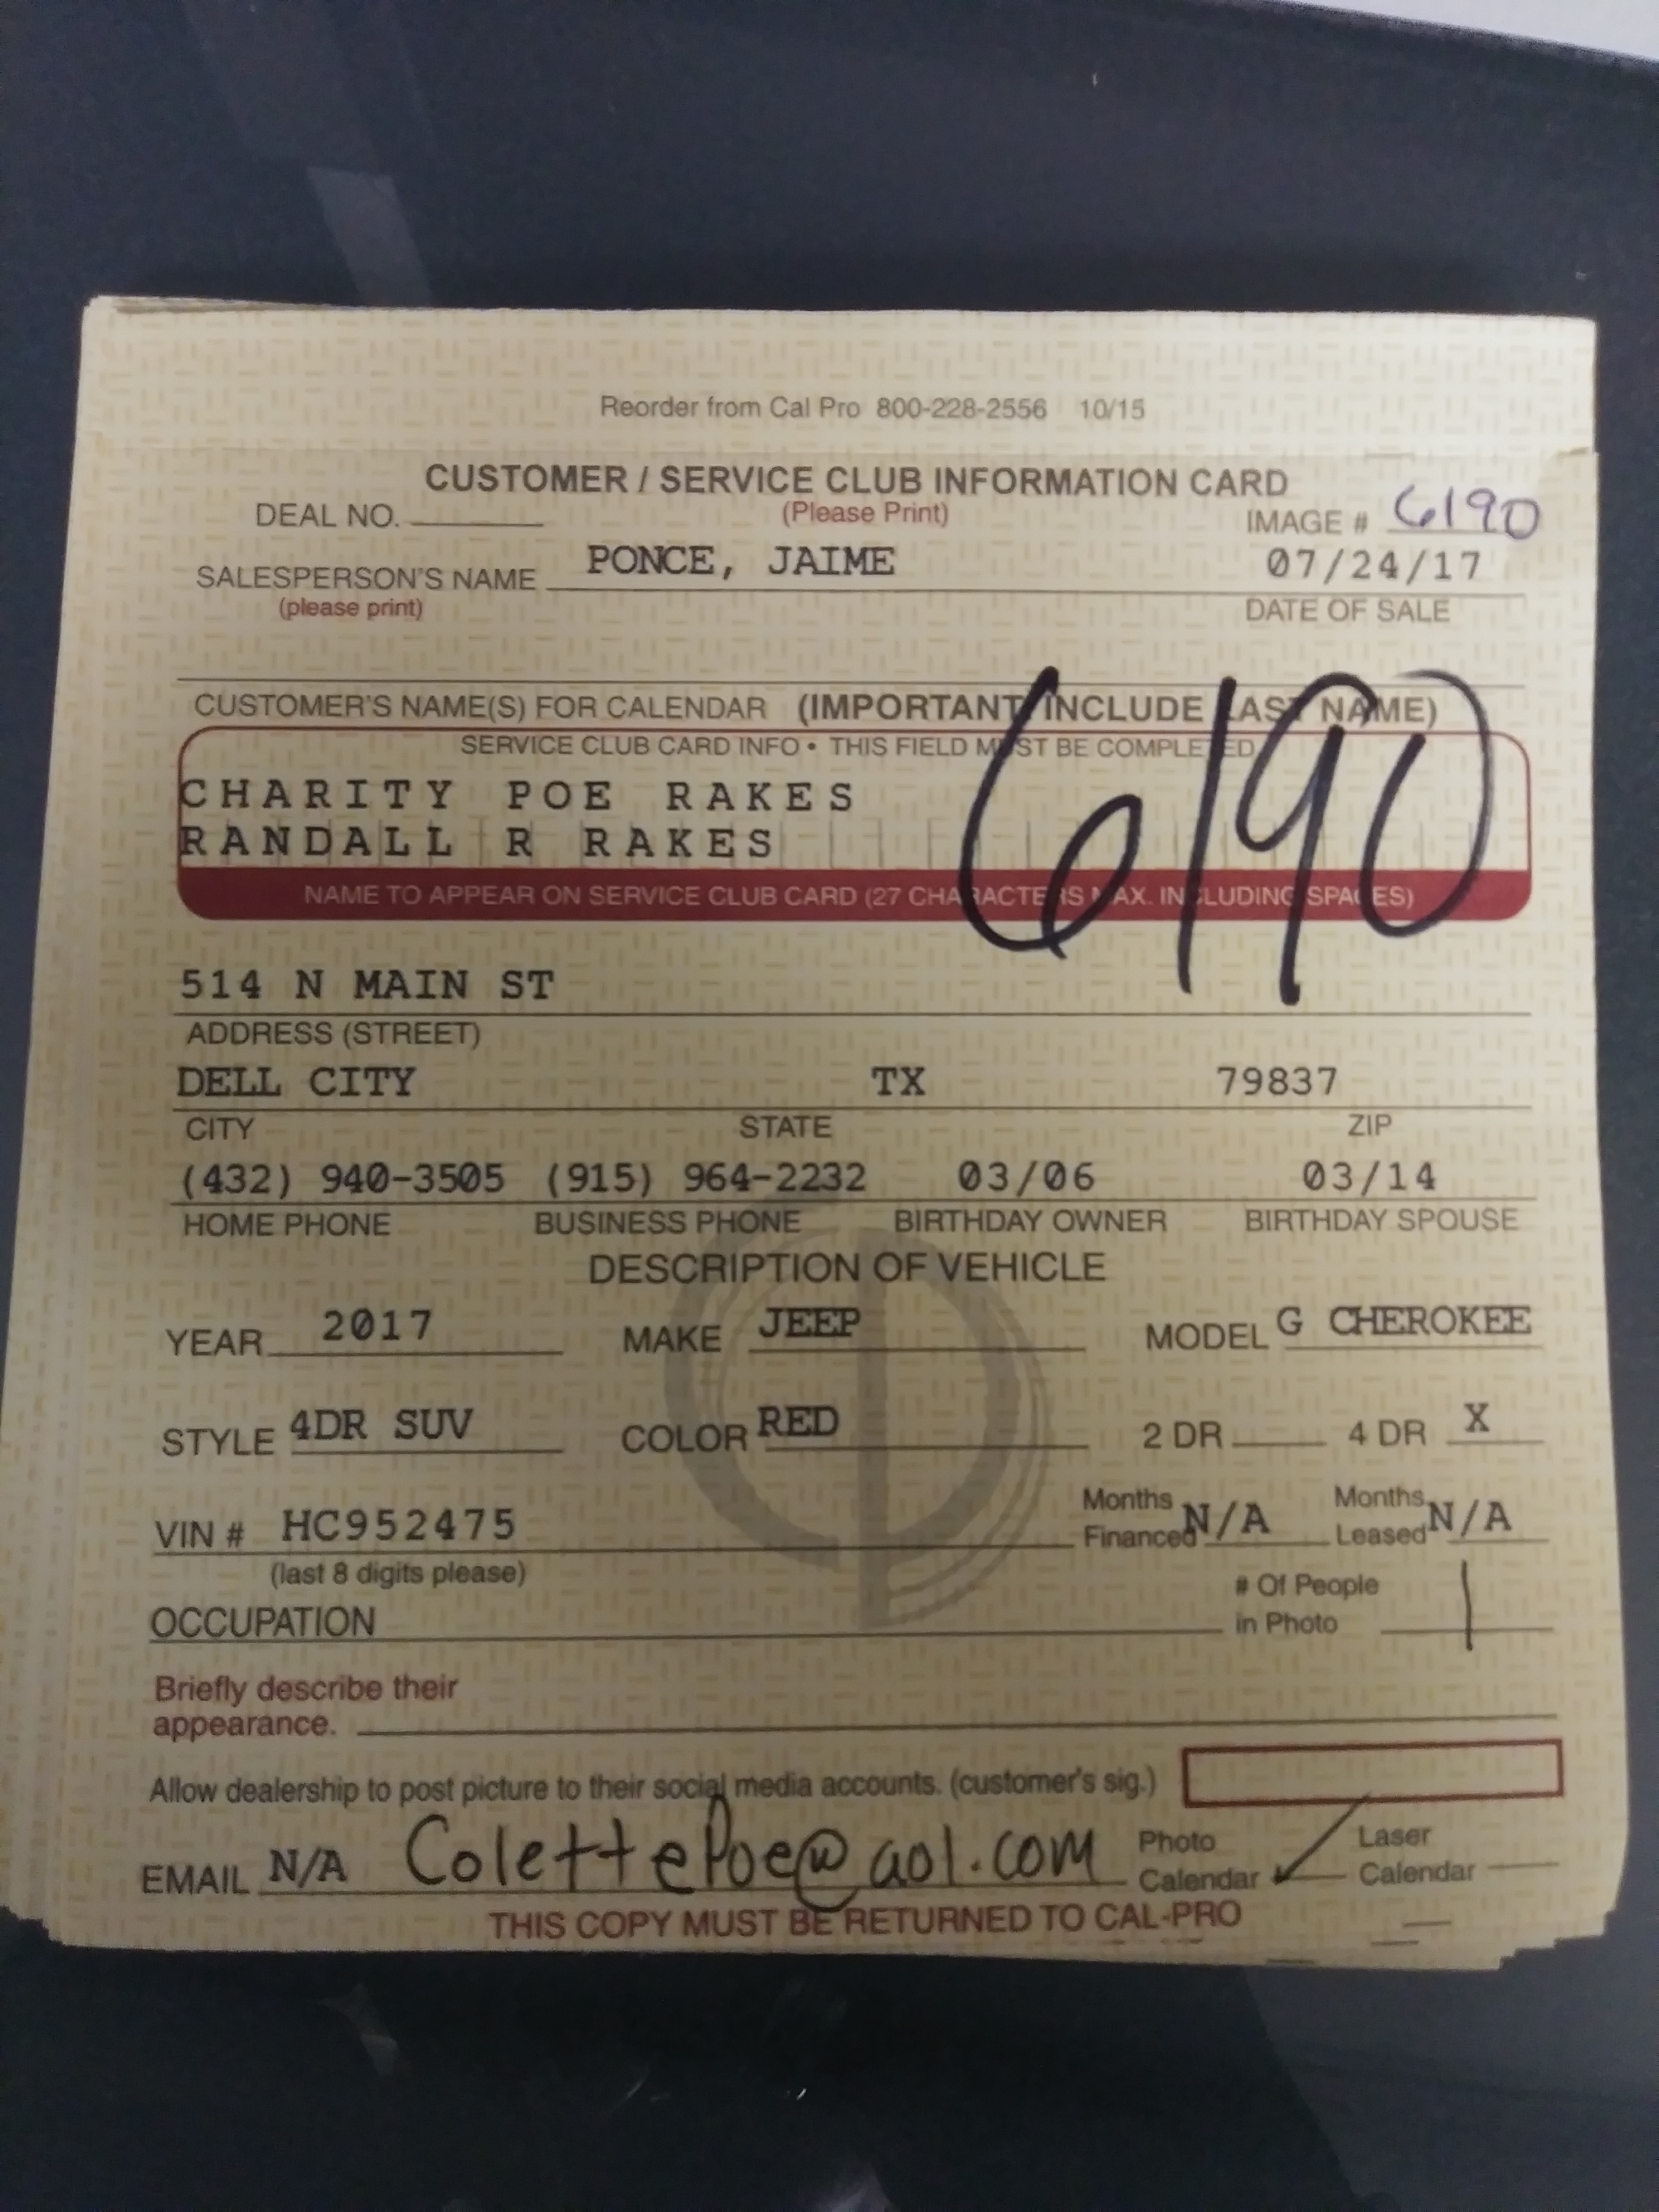 Reorder from Cal Pro 800-228-2556 10/15
CUSTOMER / SERVICE CLUB INFORMATION CARD
DEAL NO. (Please Print) IMAGE # 6190
SALESPERSON'S NAME PONCE, JAIME 07/24/17
(please print) DATE OF SALE
CUSTOMER'S NAME(S) FOR CALENDAR (IMPORTANT, INCLUDE LAST NAME)
SERVICE CLUB CARD INFO • THIS FIELD MUST BE COMPLETED
CHARITY POE RAKES
RANDALL R RAKES
6190
NAME TO APPEAR ON SERVICE CLUB CARD (27 CHARACTERS MAX. INCLUDING SPACES)
514 N MAIN ST
ADDRESS (STREET)
DELL CITY TX 79837
CITY STATE ZIP
(432) 940-3505 (915) 964-2232 03/06 03/14
HOME PHONE BUSINESS PHONE BIRTHDAY OWNER BIRTHDAY SPOUSE
DESCRIPTION OF VEHICLE
YEAR 2017 MAKE JEEP MODEL G CHEROKEE
STYLE 4DR SUV COLOR RED 2 DR 4 DR X
VIN # HC952475 Months Financed N/A Months Leased N/A
(last 8 digits please)
OCCUPATION # Of People in Photo 1
Briefly describe their
appearance.
Allow dealership to post picture to their social media accounts. (customer's sig.)
EMAIL N/A ColettePoe@aol.com Photo Calendar ✓ Laser Calendar
THIS COPY MUST BE RETURNED TO CAL-PRO